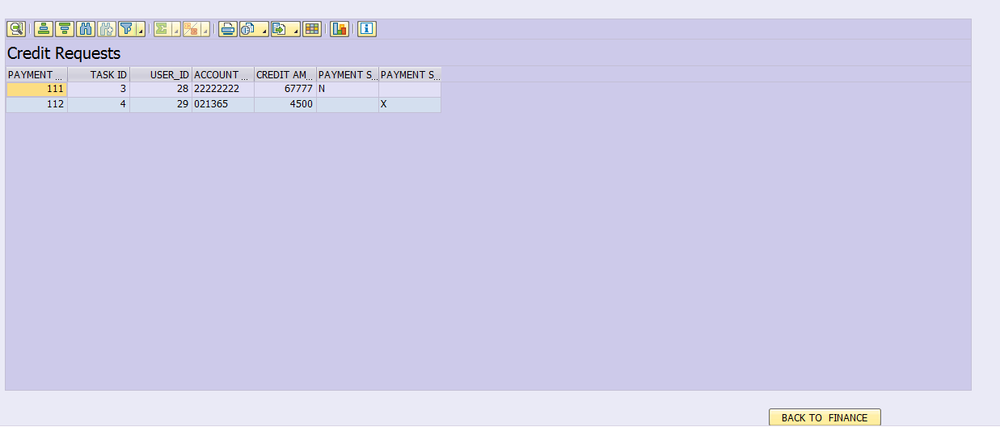 Credit Requests
PAYMENT ... TASK ID USER_ID ACCOUNT ... CREDIT AM... PAYMENT S... PAYMENT S...
111 3 28 22222222 67777 N
112 4 29 021365 4500 X
BACK TO FINANCE